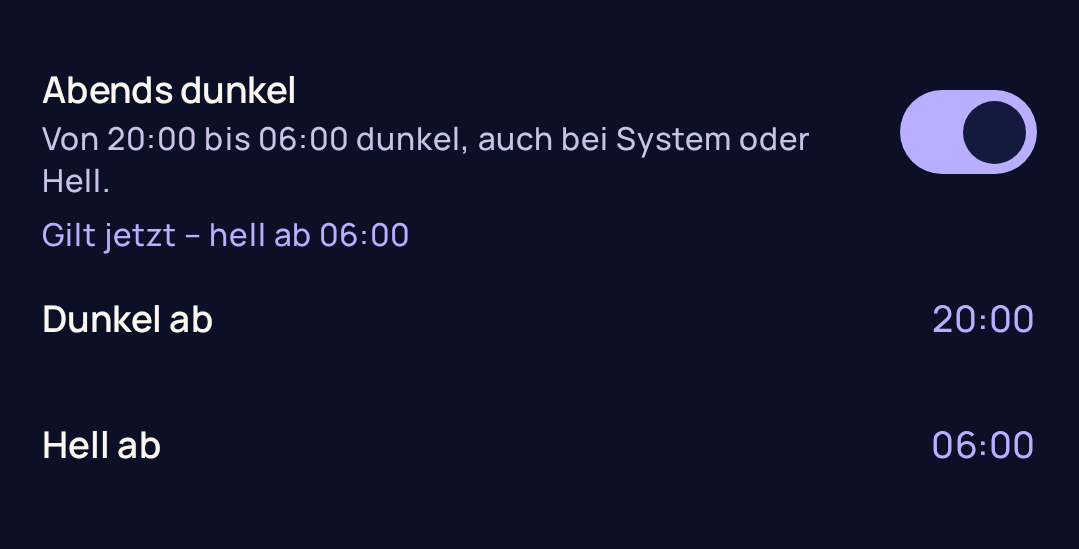 Abends dunkel
Von 20:00 bis 06:00 dunkel, auch bei System oder
Hell.
Gilt jetzt – hell ab 06:00
Dunkel ab 20:00
Hell ab 06:00